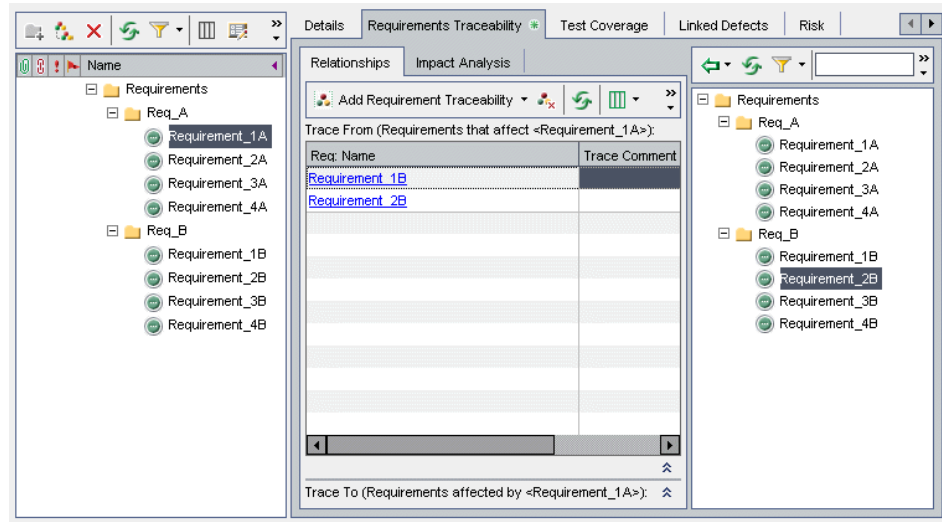 Name
Requirements
Req_A
Requirement_1A
Requirement_2A
Requirement_3A
Requirement_4A
Req_B
Requirement_1B
Requirement_2B
Requirement_3B
Requirement_4B
Details Requirements Traceability Test Coverage Linked Defects Risk
Relationships Impact Analysis
Add Requirement Traceability
Trace From (Requirements that affect <Requirement_1A>):
Req: Name Trace Comment
Requirement_1B
Requirement_2B
Trace To (Requirements affected by <Requirement_1A>):
Requirements
Req_A
Requirement_1A
Requirement_2A
Requirement_3A
Requirement_4A
Req_B
Requirement_1B
Requirement_2B
Requirement_3B
Requirement_4B